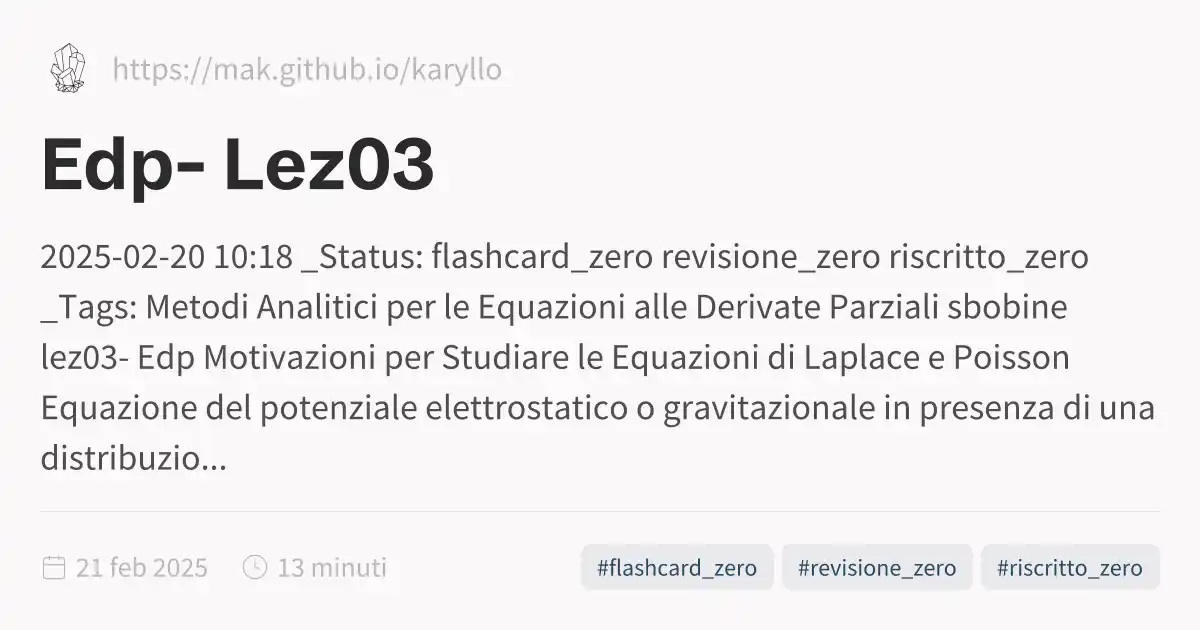 https://mak.github.io/karyllo
Edp- Lez03
2025-02-20 10:18 _Status: flashcard_zero revisione_zero riscritto_zero
_Tags: Metodi Analitici per le Equazioni alle Derivate Parziali sbobine
lez03- Edp Motivazioni per Studiare le Equazioni di Laplace e Poisson
Equazione del potenziale elettrostatico o gravitazionale in presenza di una
distribuzio...
21 feb 2025 13 minuti #flashcard_zero #revisione_zero #riscritto_zero